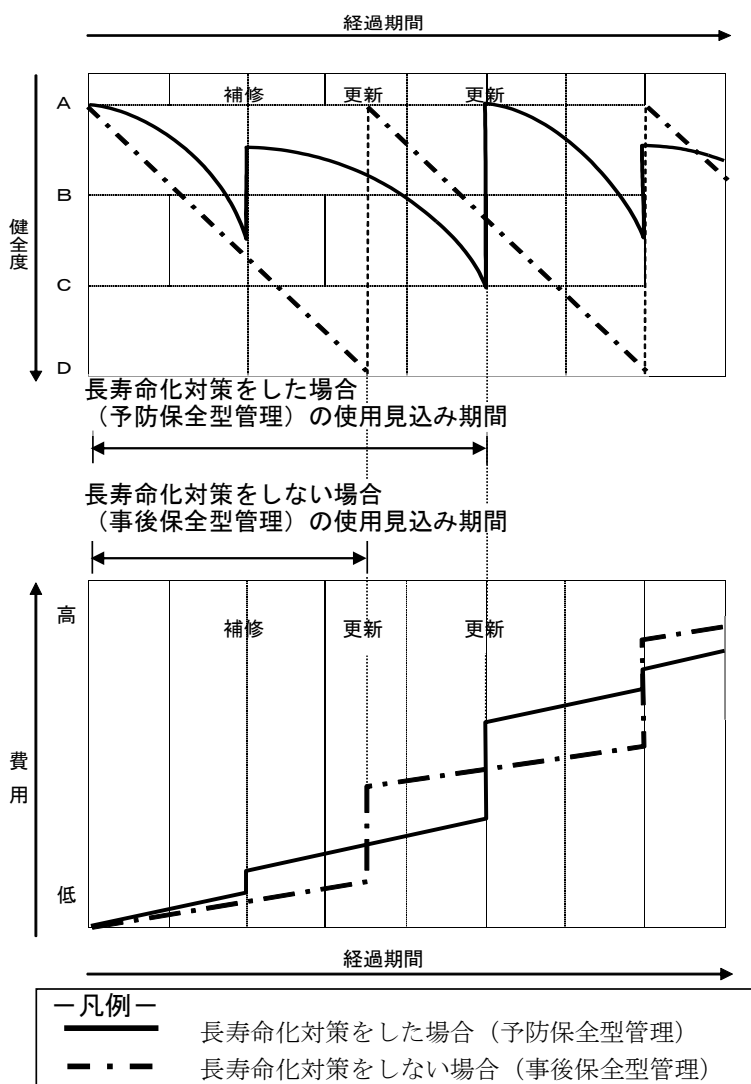 経過期間
補修 更新 更新
A
B
C
D
健全度
長寿命化対策をした場合
（予防保全型管理）の使用見込み期間
長寿命化対策をしない場合
（事後保全型管理）の使用見込み期間
高
補修 更新 更新
費用
低
経過期間
－凡例－
長寿命化対策をした場合（予防保全型管理）
長寿命化対策をしない場合（事後保全型管理）